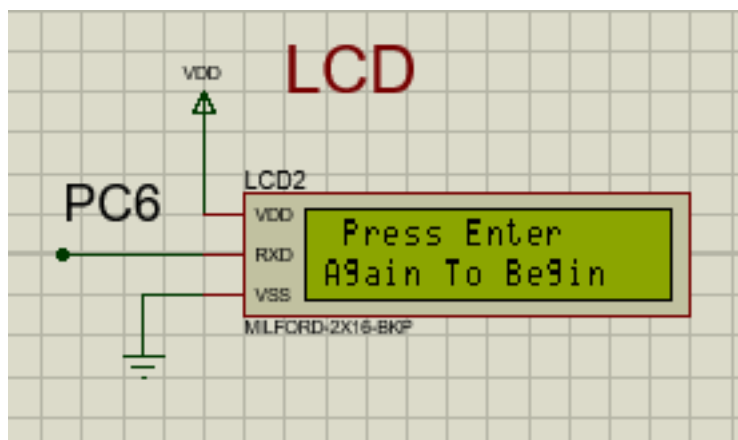 LCD
VDD
PC6
LCD2
VDD
RXD
VSS
Press Enter
Again To Begin
MILFORD-2X16-BKP